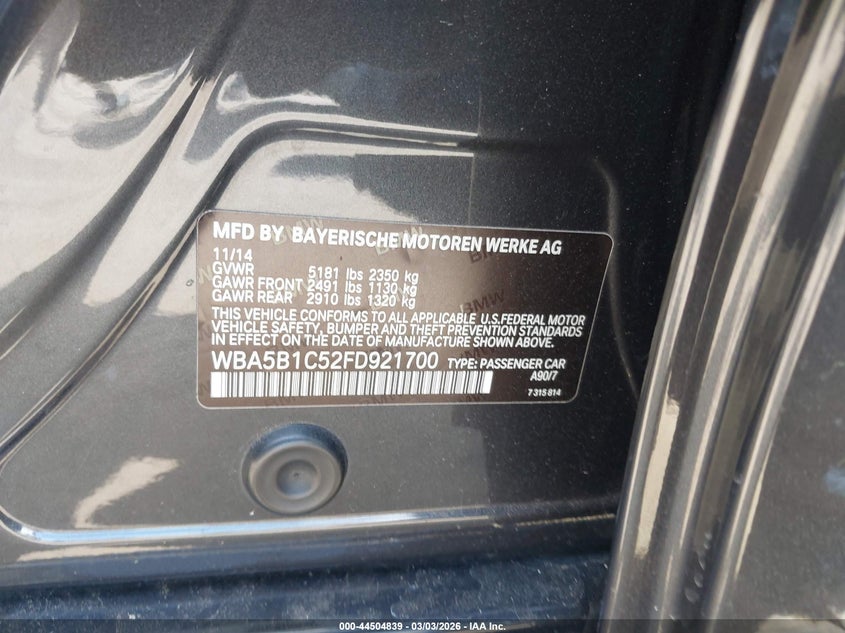 MFD BY BAYERISCHE MOTOREN WERKE AG
11/14
GVWR 5181 lbs 2350 kg
GAWR FRONT 2491 lbs 1130 kg
GAWR REAR 2910 lbs 1320 kg
THIS VEHICLE CONFORMS TO ALL APPLICABLE U.S.FEDERAL MOTOR
VEHICLE SAFETY, BUMPER AND THEFT PREVENTION STANDARDS
IN EFFECT ON THE DATE OF MANUFACTURE SHOWN ABOVE.
WBA5B1C52FD921700 TYPE: PASSENGER CAR
A90/7
7 315 814
000-44504839 - 03/03/2026 - IAA Inc.